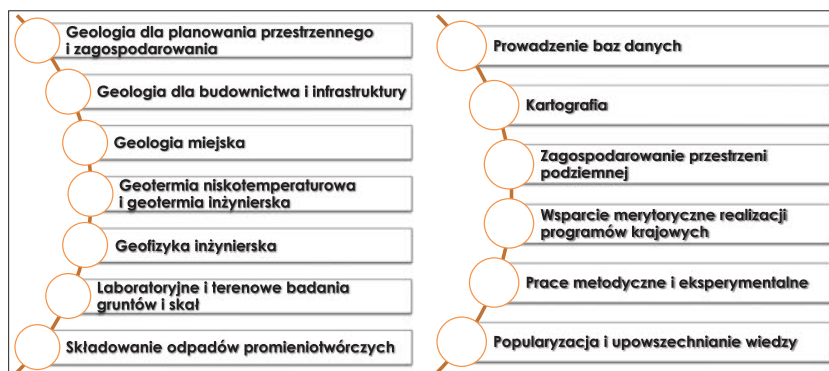 Geologia dla planowania przestrzennego
i zagospodarowania
Geologia dla budownictwa i infrastruktury
Geologia miejska
Geotermia niskotemperaturowa
i geotermia inżynierska
Geofizyka inżynierska
Laboratoryjne i terenowe badania
gruntów i skał
Składowanie odpadów promieniotwórczych
Prowadzenie baz danych
Kartografia
Zagospodarowanie przestrzeni
podziemnej
Wsparcie merytoryczne realizacji
programów krajowych
Prace metodyczne i eksperymentalne
Popularyzacja i upowszechnianie wiedzy